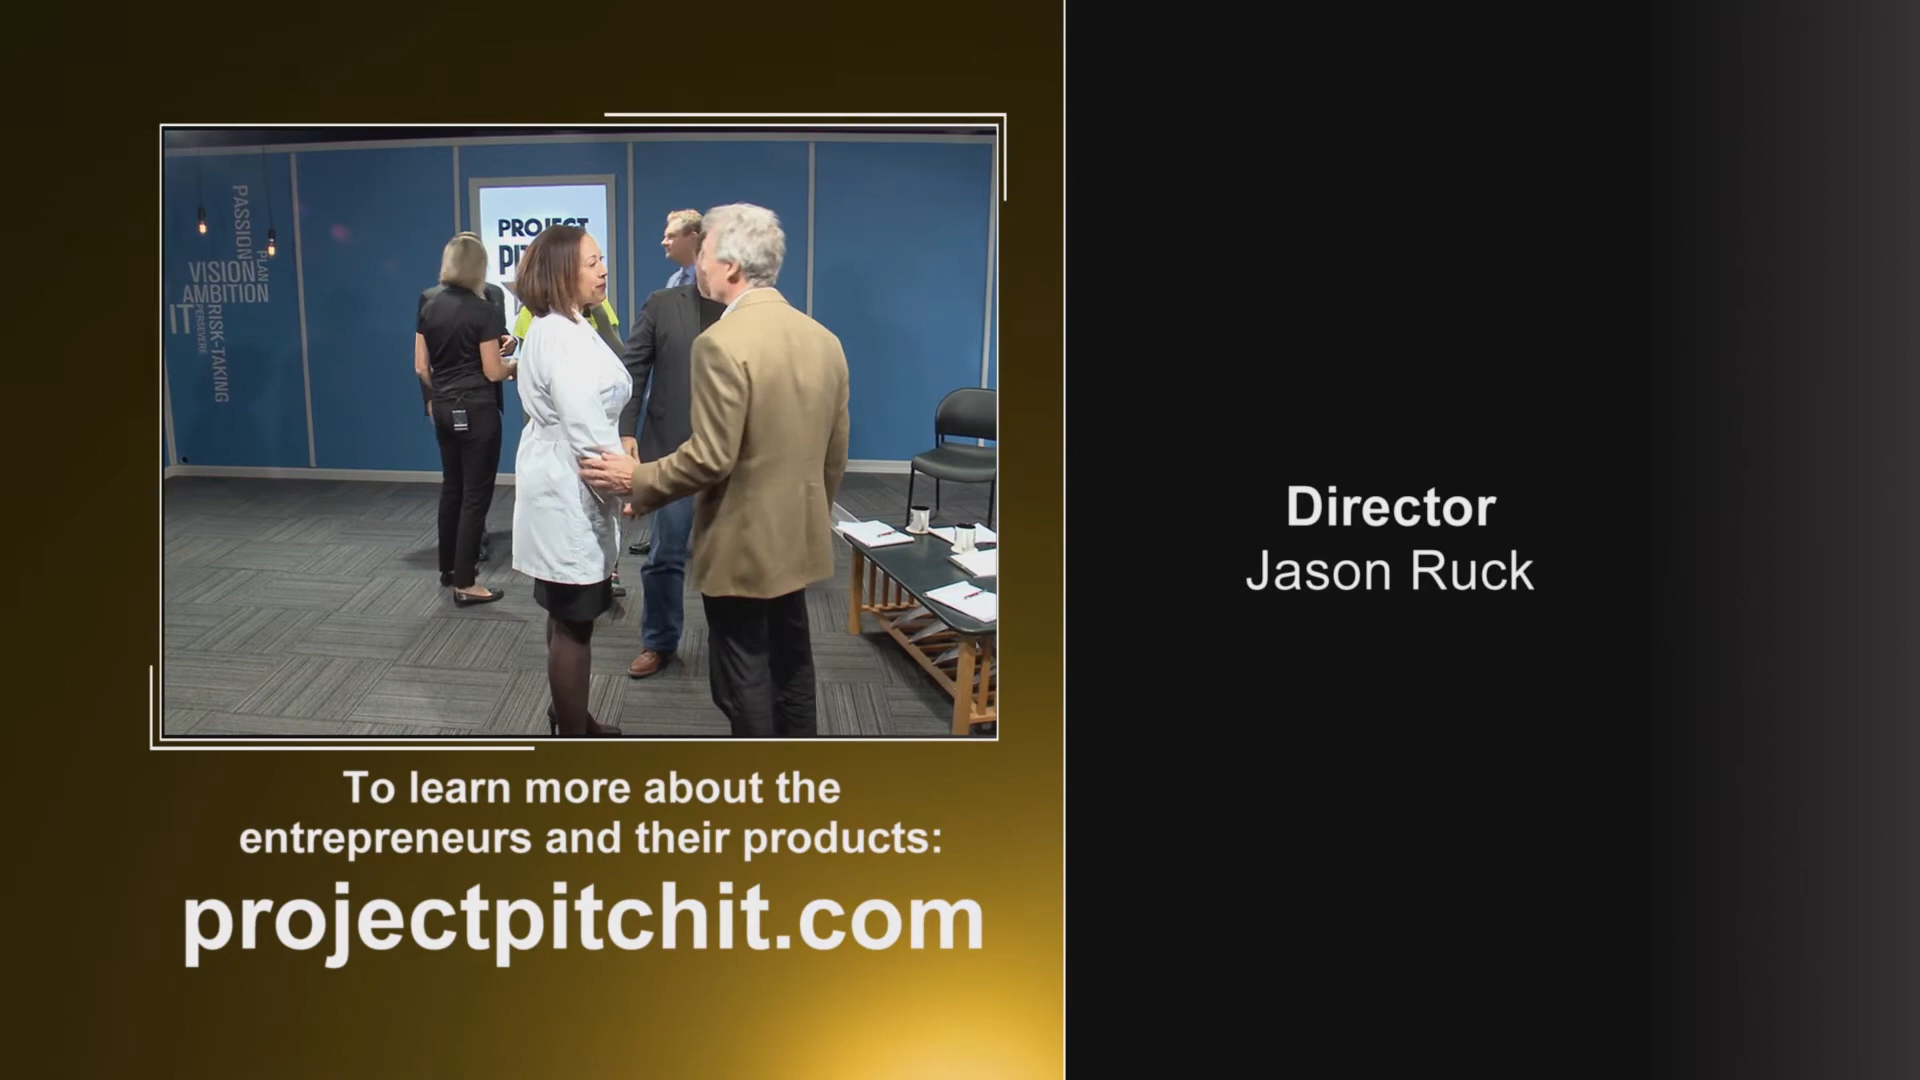 PASSION
PLAN
VISION
AMBITION
IT
PERSEVERE
RISK-TAKING
PROJECT
To learn more about the
entrepreneurs and their products:
projectpitchit.com
Director
Jason Ruck